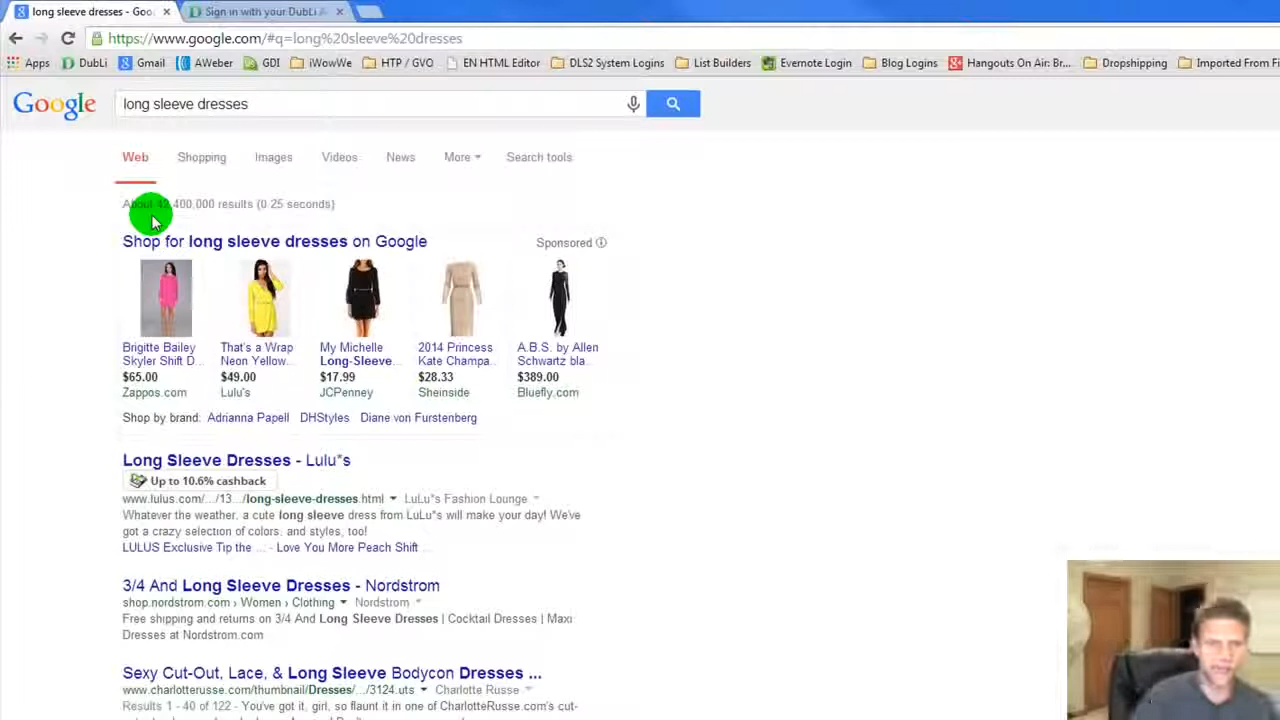 long sleeve dresses - Goo
Sign in with your DubLi A
https://www.google.com/#q=long%20sleeve%20dresses
Apps DubLi Gmail AWeber GDI iWowWe HTP / GVO EN HTML Editor DLS2 System Logins List Builders Evernote Login Blog Logins Hangouts On Air: Br... Dropshipping Imported From Fi
Google
long sleeve dresses
Web Shopping Images Videos News More Search tools
About 42,400,000 results (0.25 seconds)
Shop for long sleeve dresses on Google
Sponsored
Brigitte Bailey That's a Wrap My Michelle 2014 Princess A.B.S. by Allen
Skyler Shift D... Neon Yellow... Long-Sleeve... Kate Champa... Schwartz bla...
$65.00 $49.00 $17.99 $28.33 $389.00
Zappos.com Lulu's JCPenney Sheinside Bluefly.com
Shop by brand: Adrianna Papell DHStyles Diane von Furstenberg
Long Sleeve Dresses - Lulu*s
Up to 10.6% cashback
www.lulus.com/.../13.../long-sleeve-dresses.html LuLu*s Fashion Lounge
Whatever the weather, a cute long sleeve dress from LuLu*s will make your day! We've
got a crazy selection of colors, and styles, too!
LULUS Exclusive Tip the ... - Love You More Peach Shift ...
3/4 And Long Sleeve Dresses - Nordstrom
shop.nordstrom.com › Women › Clothing Nordstrom
Free shipping and returns on 3/4 And Long Sleeve Dresses | Cocktail Dresses | Maxi
Dresses at Nordstrom.com
Sexy Cut-Out, Lace, & Long Sleeve Bodycon Dresses ...
www.charlotterusse.com/thumbnail/Dresses/.../3124.uts Charlotte Russe
Results 1 - 40 of 122 - You've got it, girl, so flaunt it in one of CharlotteRusse.com's cut-